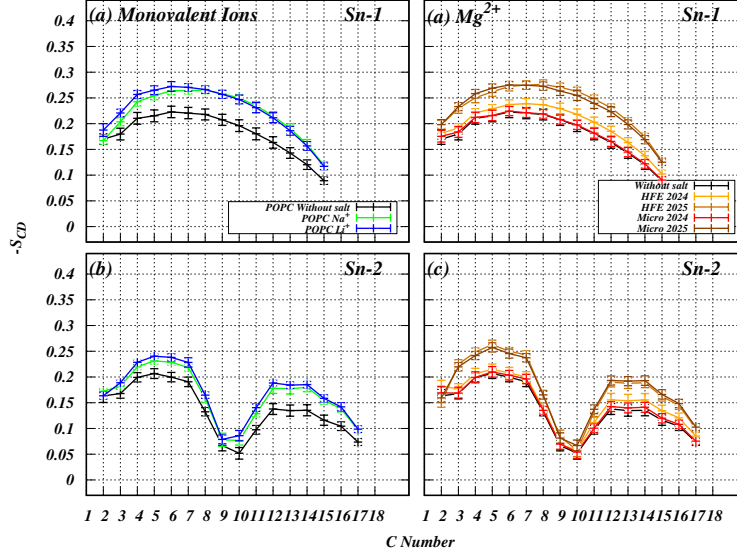 (a) Monovalent Ions Sn-1
(a) Mg2+ Sn-1
0.4
0.3
0.25
0.2
0.15
0.1
0.05
0
POPC Without salt
POPC Na+
POPC Li+
Without salt
HFE 2024
HFE 2025
Micro 2024
Micro 2025
-SCD
(b) Sn-2
(c) Sn-2
0.4
0.3
0.25
0.2
0.15
0.1
0.05
0
1 2 3 4 5 6 7 8 9 10 11 12 13 14 15 16 17 18
1 2 3 4 5 6 7 8 9 10 11 12 13 14 15 16 17 18
C Number